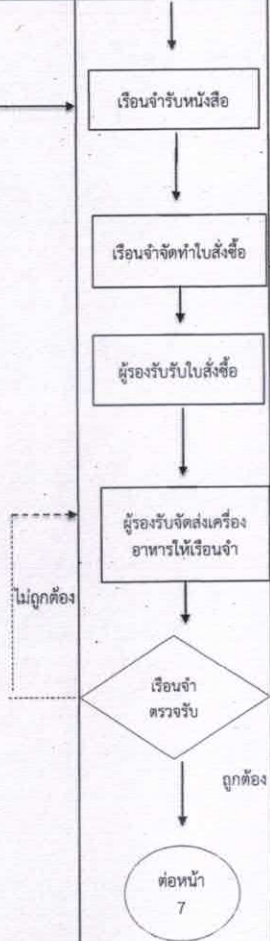 เรือนจำรับหนังสือ
เรือนจำจัดทำใบสั่งซื้อ
ผู้รองรับรับใบสั่งซื้อ
ผู้รองรับจัดส่งเครื่อง
อาหารให้เรือนจำ
ไม่ถูกต้อง
เรือนจำ
ตรวจรับ
ถูกต้อง
ต่อหน้า
7